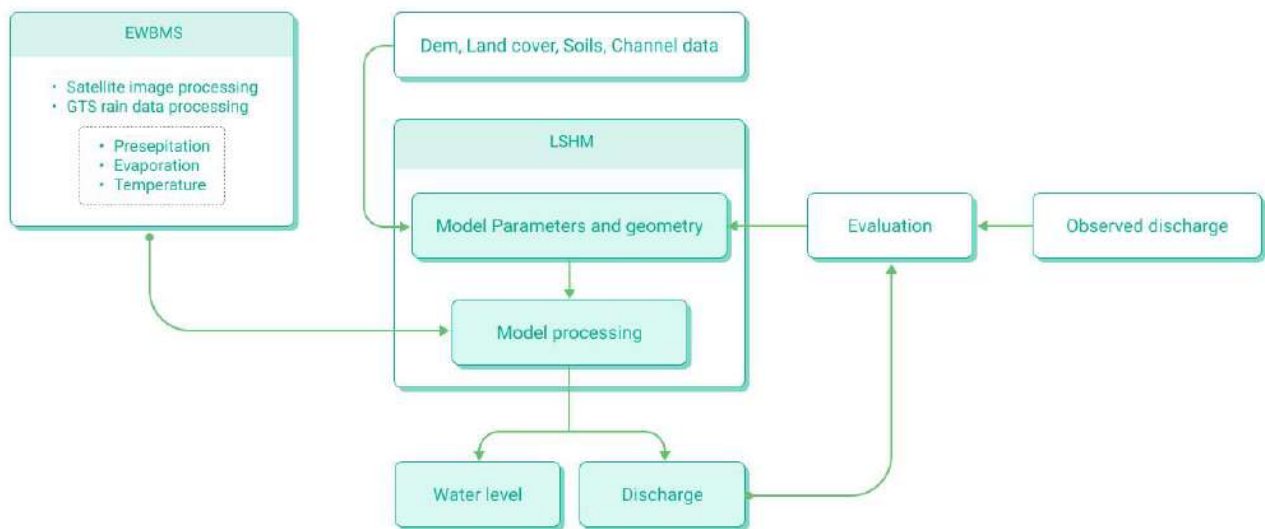 EWBMS
• Satellite image processing
• GTS rain data processing
• Presepitation
• Evaporation
• Temperature
Dem, Land cover, Soils, Channel data
LSHM
Model Parameters and geometry
Evaluation
Observed discharge
Model processing
Water level
Discharge